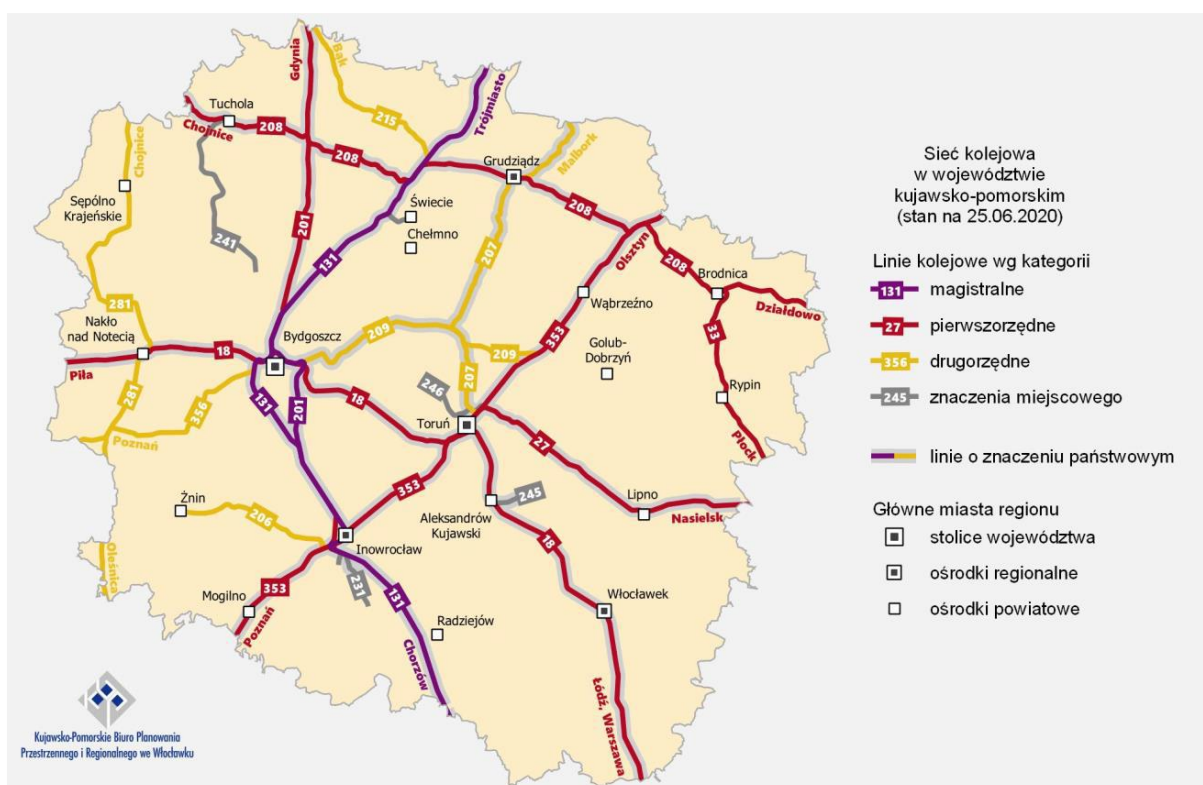 Gdynia
Bąk
Trójmiasto
Tuchola
Chojnice
208
215
Chojnice
208
Grudziądz
Malbork
Sępólno
Krajeńskie
Świecie
208
Chełmno
201
241
131
207
Olsztyn
208
Brodnica
Działdowo
281
Wąbrzeźno
Nakło
nad Notecią
Bydgoszcz
209
353
33
18
209
Golub-
Dobrzyń
Piła
207
281
356
131
201
18
246
Rypin
Poznań
Toruń
27
Płock
Żnin
353
245
Lipno
206
Aleksandrów
Kujawski
Nasielsk
18
Oleśnica
Inowrocław
353
231
131
Włocławek
Mogilno
Poznań
Radziejów
Chorzów
Łódź, Warszawa
Sieć kolejowa
w województwie
kujawsko-pomorskim
(stan na 25.06.2020)
Linie kolejowe wg kategorii
131 magistralne
27 pierwszorzędne
356 drugorzędne
245 znaczenia miejscowego
linie o znaczeniu państwowym
Główne miasta regionu
stolice województwa
ośrodki regionalne
ośrodki powiatowe
Kujawsko-Pomorskie Biuro Planowania
Przestrzennego i Regionalnego we Włocławku